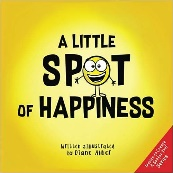 A LITTLE
SPOT
OF HAPPINESS
Written & Illustrated
by Diane Alber